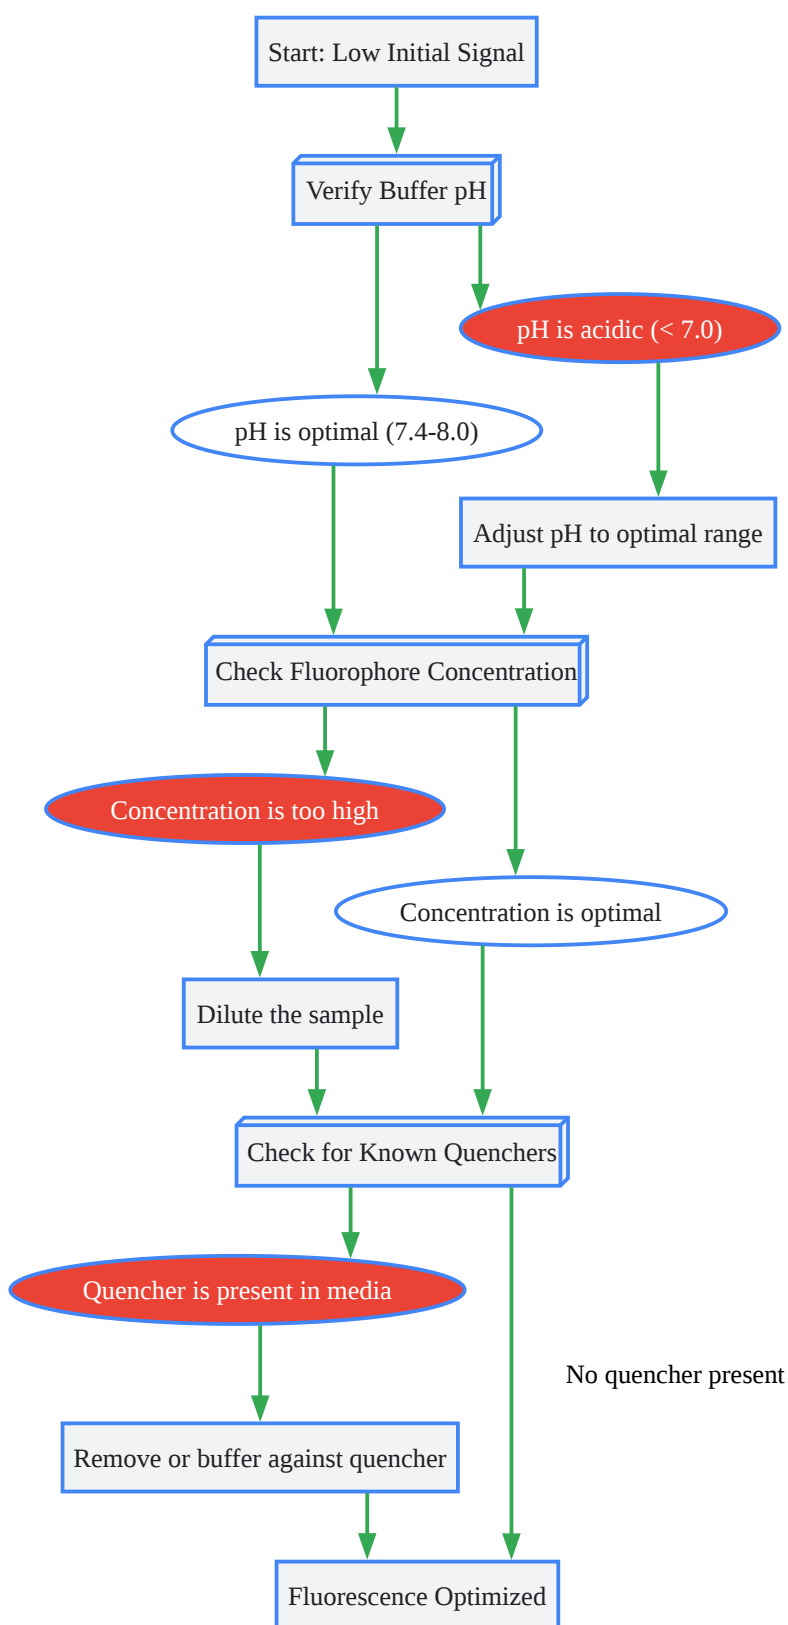 Start: Low Initial Signal
Verify Buffer pH
pH is acidic (< 7.0)
pH is optimal (7.4-8.0)
Adjust pH to optimal range
Check Fluorophore Concentration
Concentration is too high
Concentration is optimal
Dilute the sample
Check for Known Quenchers
Quencher is present in media
No quencher present
Remove or buffer against quencher
Fluorescence Optimized